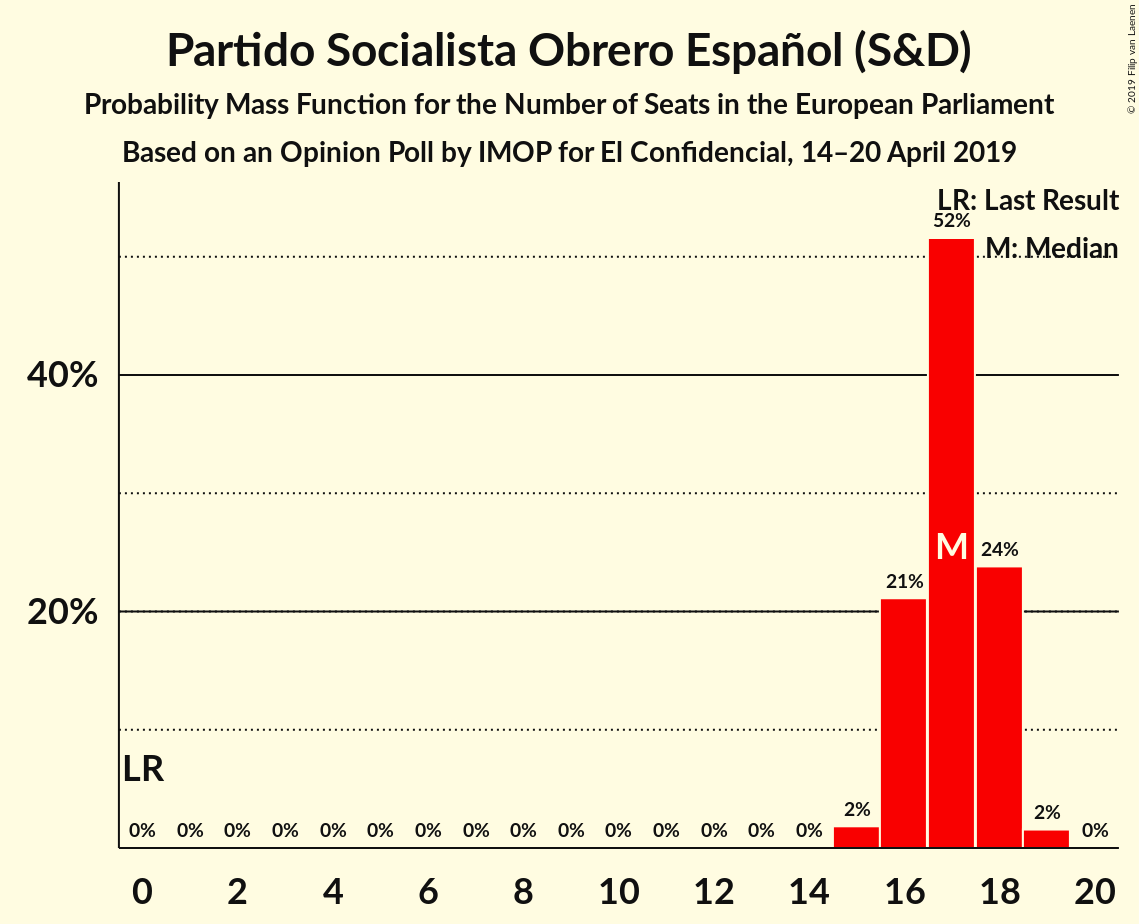 Partido Socialista Obrero Español (S&D)
Probability Mass Function for the Number of Seats in the European Parliament
Based on an Opinion Poll by IMOP for El Confidencial, 14–20 April 2019
© 2019 Filip van Laenen
LR: Last Result
52%
M: Median
40%
M
24%
21%
20%
LR
2%
2%
0% 0% 0% 0% 0% 0% 0% 0% 0% 0% 0% 0% 0% 0% 0% 0%
0 2 4 6 8 10 12 14 16 18 20